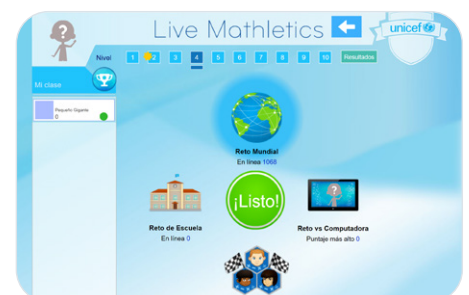 Live Mathletics
unicef
Nivel 1 2 3 4 5 6 7 8 9 10 Resultados
Mi clase
Pequeño Gigante
0
Reto Mundial
En línea 1068
¡Listo!
Reto de Escuela
En línea 0
Reto vs Computadora
Puntaje más alto 0